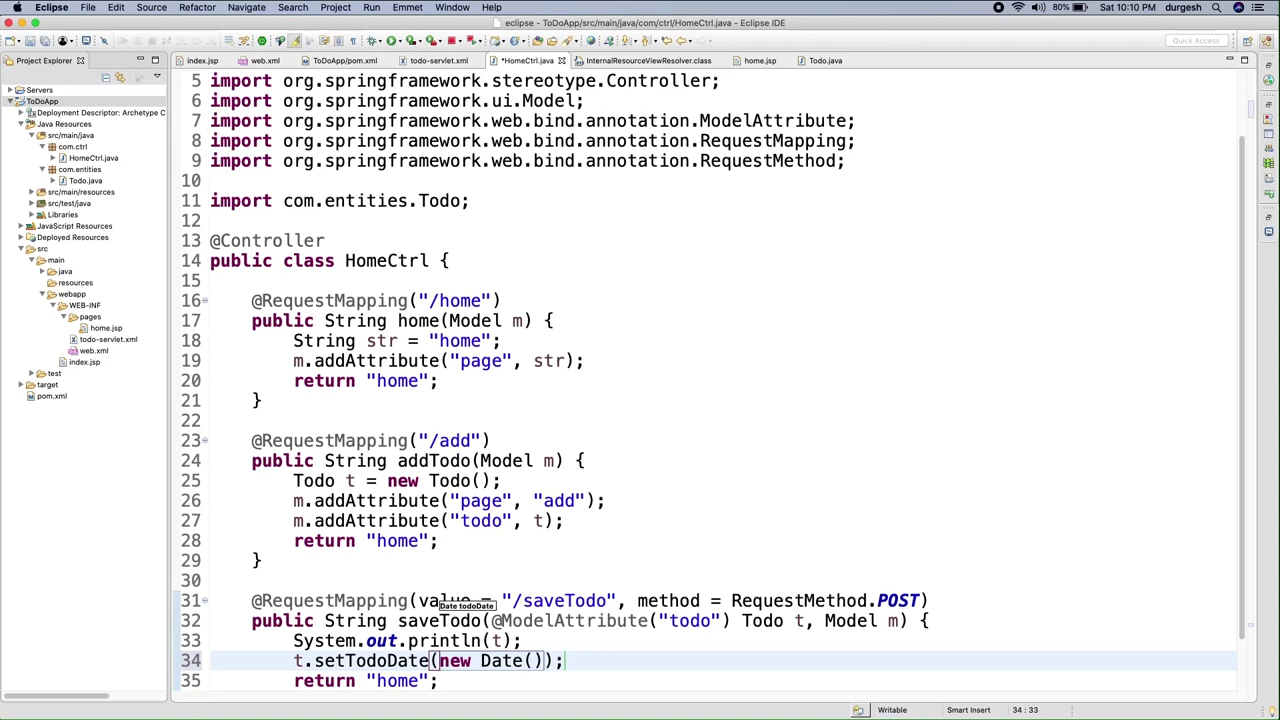 eclipse File Edit Source Refactor Navigate Search Project Run Emmet Window Help 80% Sat 10:10 PM durgesh
eclipse - ToDoApp/src/main/java/com/ctrl/HomeCtrl.java - Eclipse IDE
Quick Access
Project Explorer
index.jsp web.xml ToDoApp/pom.xml todo-servlet.xml *HomeCtrl.java InternalResourceViewResolver.class home.jsp Todo.java
Servers
ToDoApp
Deployment Descriptor: Archetype C
Java Resources
src/main/java
com.ctrl
HomeCtrl.java
com.entities
Todo.java
src/main/resources
src/test/java
Libraries
JavaScript Resources
Deployed Resources
src
main
java
resources
webapp
WEB-INF
pages
home.jsp
todo-servlet.xml
web.xml
index.jsp
test
target
pom.xml
5 import org.springframework.stereotype.Controller;
6 import org.springframework.ui.Model;
7 import org.springframework.web.bind.annotation.ModelAttribute;
8 import org.springframework.web.bind.annotation.RequestMapping;
9 import org.springframework.web.bind.annotation.RequestMethod;
10
11 import com.entities.Todo;
12
13 @Controller
14 public class HomeCtrl {
15
16 @RequestMapping("/home")
17 public String home(Model m) {
18 String str = "home";
19 m.addAttribute("page", str);
20 return "home";
21 }
22
23 @RequestMapping("/add")
24 public String addTodo(Model m) {
25 Todo t = new Todo();
26 m.addAttribute("page", "add");
27 m.addAttribute("todo", t);
28 return "home";
29 }
30
31 @RequestMapping(value = "/saveTodo", method = RequestMethod.POST)
Date todoDate
32 public String saveTodo(@ModelAttribute("todo") Todo t, Model m) {
33 System.out.println(t);
34 t.setTodoDate(new Date());
35 return "home";
Writable Smart Insert 34 : 33